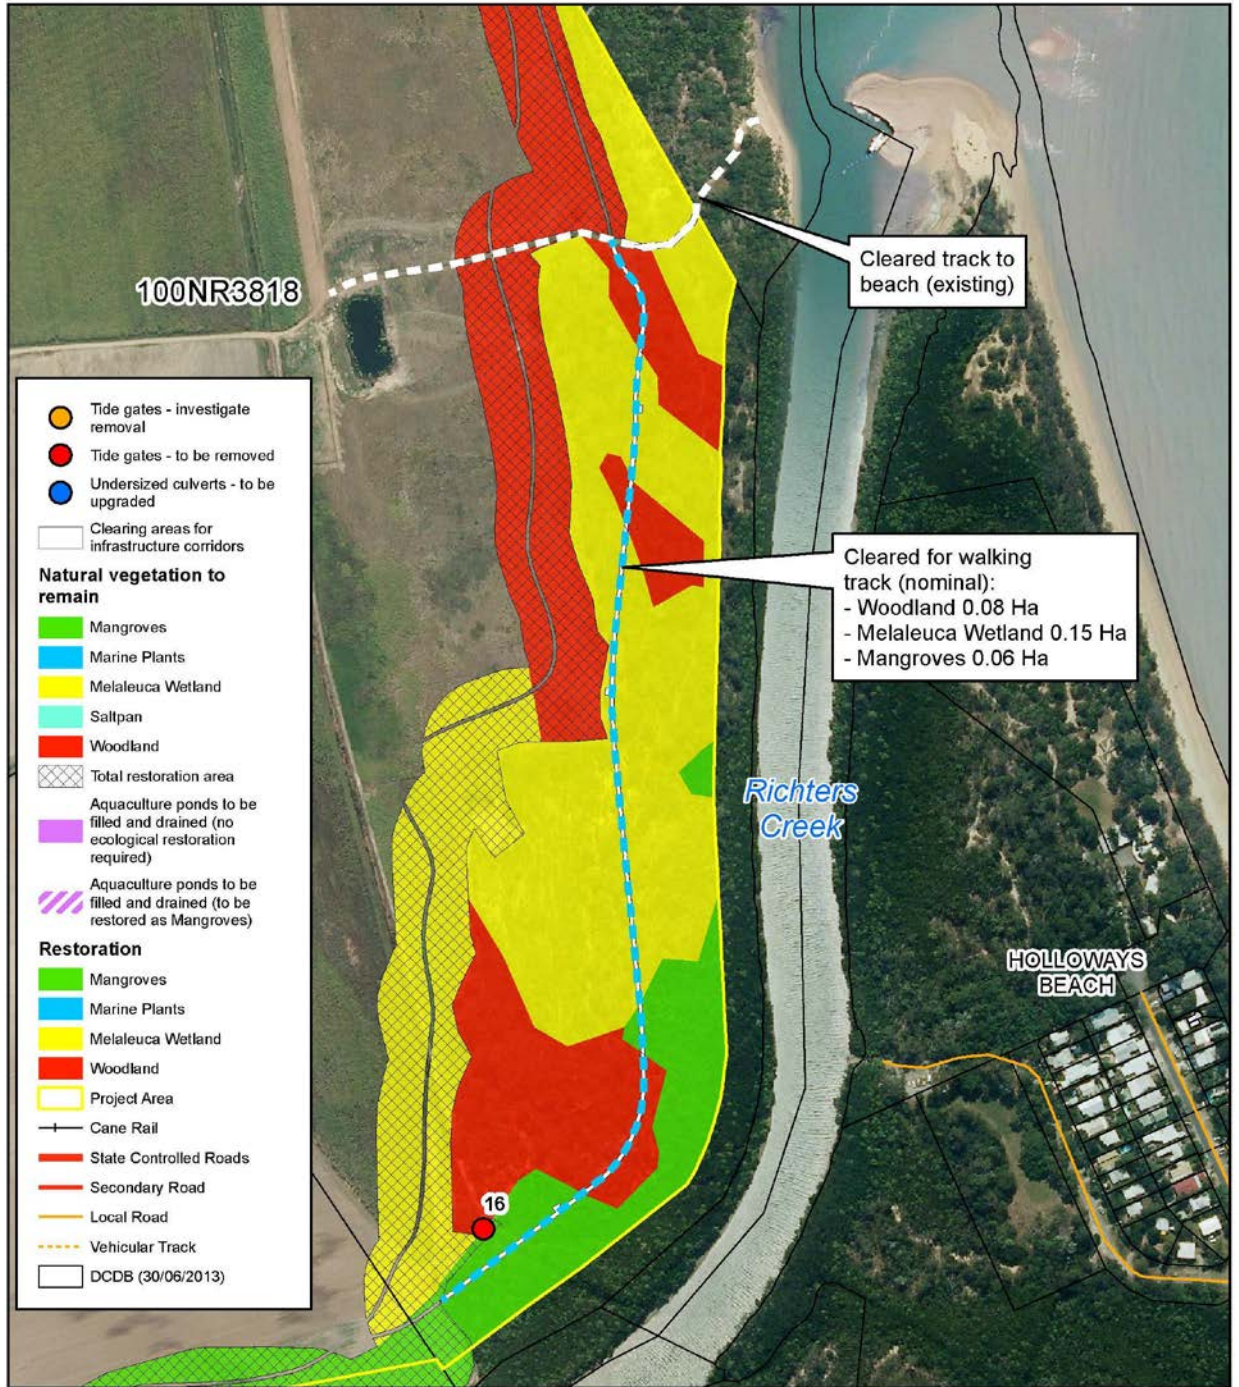 100NR3818
Cleared track to
beach (existing)
Tide gates - investigate
removal
Tide gates - to be removed
Undersized culverts - to be
upgraded
Clearing areas for
infrastructure corridors
Natural vegetation to
remain
Mangroves
Marine Plants
Melaleuca Wetland
Saltpan
Woodland
Total restoration area
Aquaculture ponds to be
filled and drained (no
ecological restoration
required)
Aquaculture ponds to be
filled and drained (to be
restored as Mangroves)
Restoration
Mangroves
Marine Plants
Melaleuca Wetland
Woodland
Project Area
Cane Rail
State Controlled Roads
Secondary Road
Local Road
Vehicular Track
DCDB (30/06/2013)
Cleared for walking
track (nominal):
- Woodland 0.08 Ha
- Melaleuca Wetland 0.15 Ha
- Mangroves 0.06 Ha
Richters
Creek
HOLLOWAYS
BEACH
16